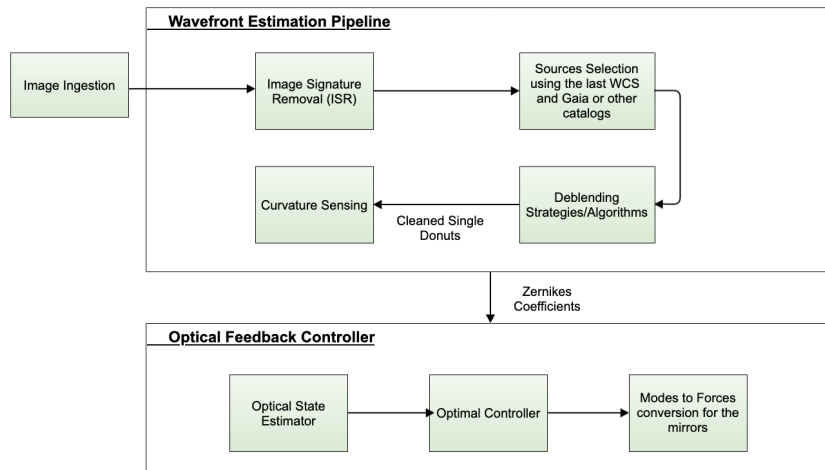 Wavefront Estimation Pipeline
Image Ingestion
Image Signature
Removal (ISR)
Sources Selection
using the last WCS
and Gaia or other
catalogs
Deblending
Strategies/Algorithms
Cleaned Single
Donuts
Curvature Sensing
Zernikes
Coefficients
Optical Feedback Controller
Optical State
Estimator
Optimal Controller
Modes to Forces
conversion for the
mirrors